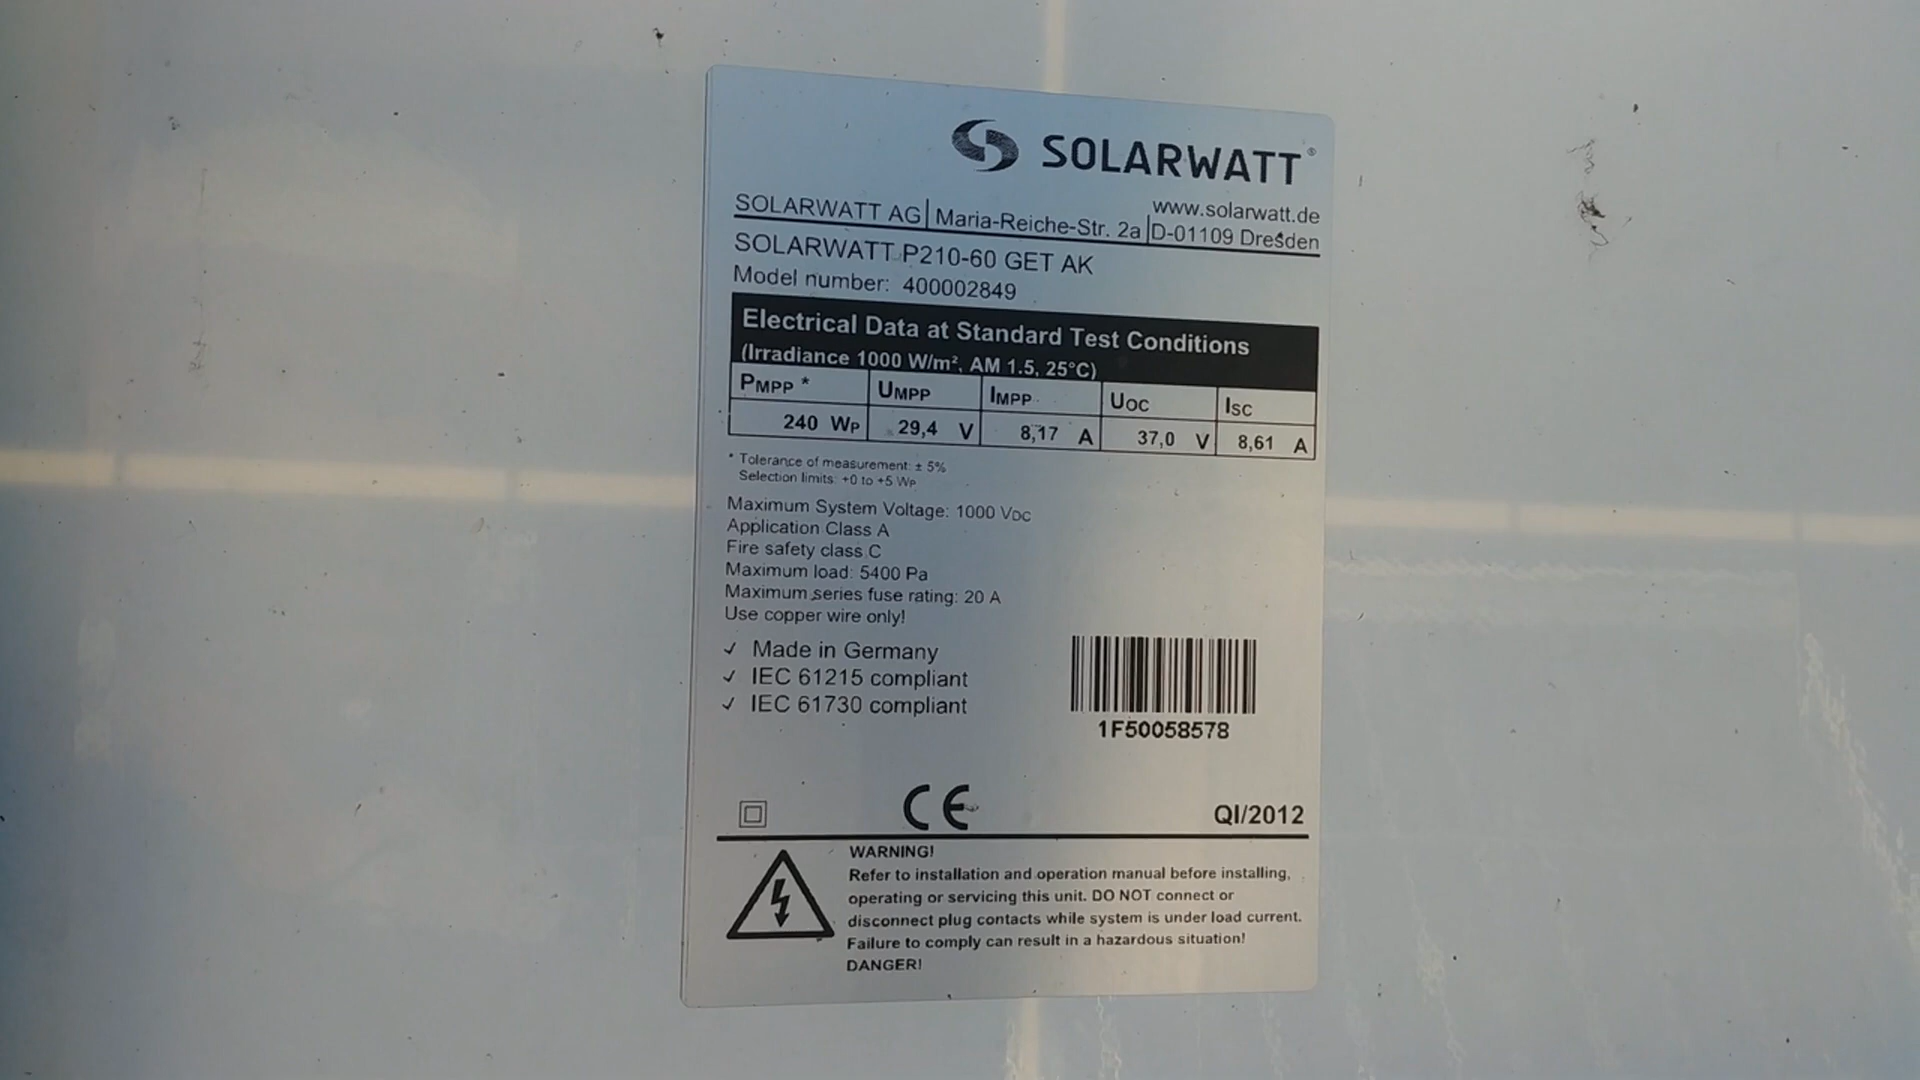 SOLARWATT®
www.solarwatt.de
SOLARWATT AG | Maria-Reiche-Str. 2a | D-01109 Dresden
SOLARWATT P210-60 GET AK
Model number: 400002849
Electrical Data at Standard Test Conditions
(Irradiance 1000 W/m², AM 1.5, 25°C)
PMPP * UMPP IMPP UOC ISC
240 WP 29,4 V 8,17 A 37,0 V 8,61 A
* Tolerance of measurement: ± 5%
Selection limits: +0 to +5 WP
Maximum System Voltage: 1000 VDC
Application Class A
Fire safety class C
Maximum load: 5400 Pa
Maximum series fuse rating: 20 A
Use copper wire only!
✓ Made in Germany
✓ IEC 61215 compliant
✓ IEC 61730 compliant
1F50058578
CE
QI/2012
WARNING!
Refer to installation and operation manual before installing,
operating or servicing this unit. DO NOT connect or
disconnect plug contacts while system is under load current.
Failure to comply can result in a hazardous situation!
DANGER!